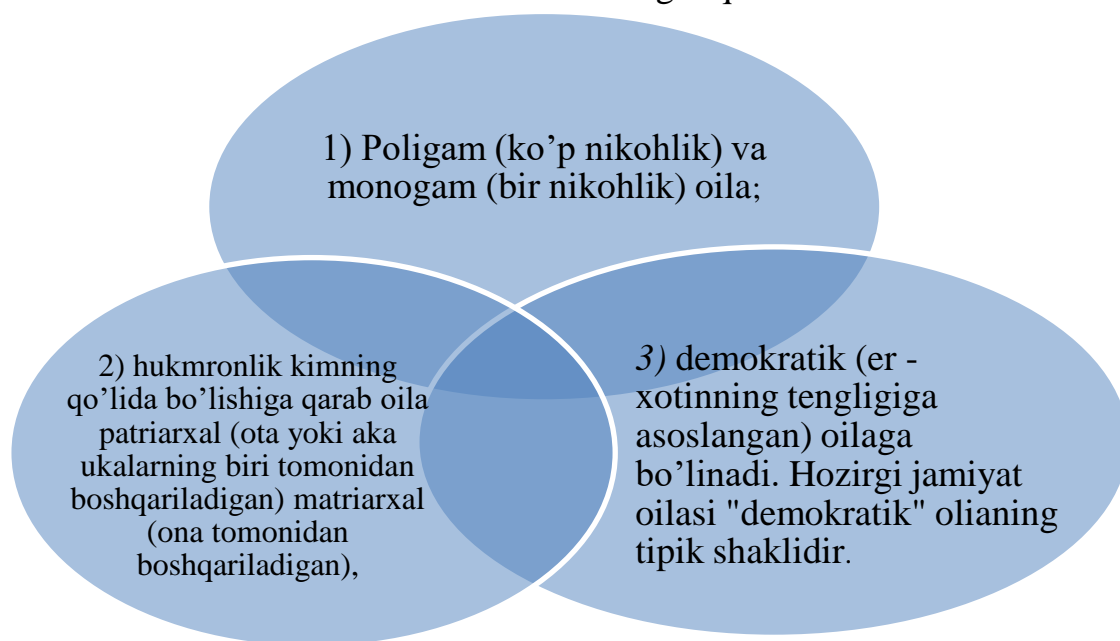 1) Poligam (ko’p nikohlik) va
monogam (bir nikohlik) oila;
2) hukmronlik kimning
qo’lida bo’lishiga qarab oila
patriarxal (ota yoki aka
ukalarning biri tomonidan
boshqariladigan) matriarxal
(ona tomonidan
boshqariladigan),
3) demokratik (er -
xotinning tengligiga
asoslangan) oilaga
bo’linadi. Hozirgi jamiyat
oilasi "demokratik" olianing
tipik shaklidir.